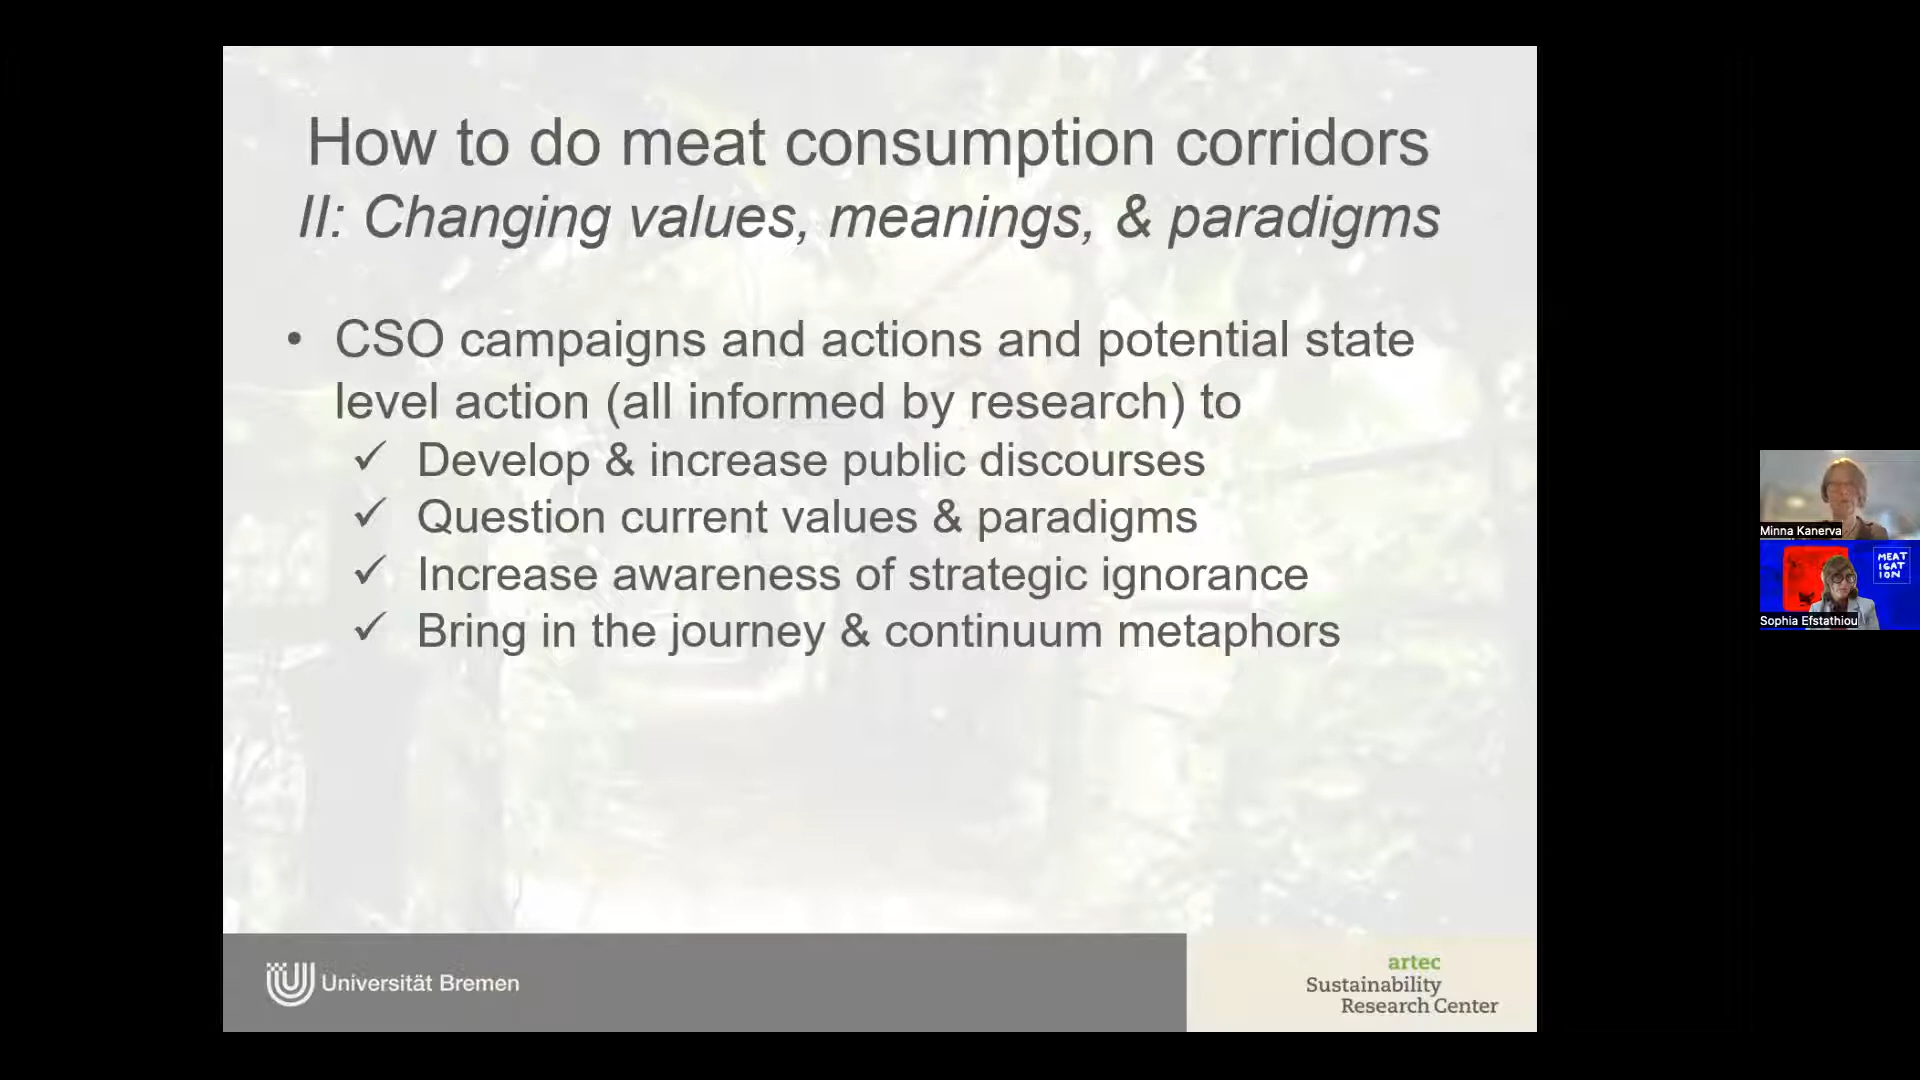 How to do meat consumption corridors
II: Changing values, meanings, & paradigms
• CSO campaigns and actions and potential state
level action (all informed by research) to
✓ Develop & increase public discourses
✓ Question current values & paradigms
✓ Increase awareness of strategic ignorance
✓ Bring in the journey & continuum metaphors
Universität Bremen
artec
Sustainability
Research Center
Minna Kanerva
MEAT
IGAT
ION
Sophia Efstathiou